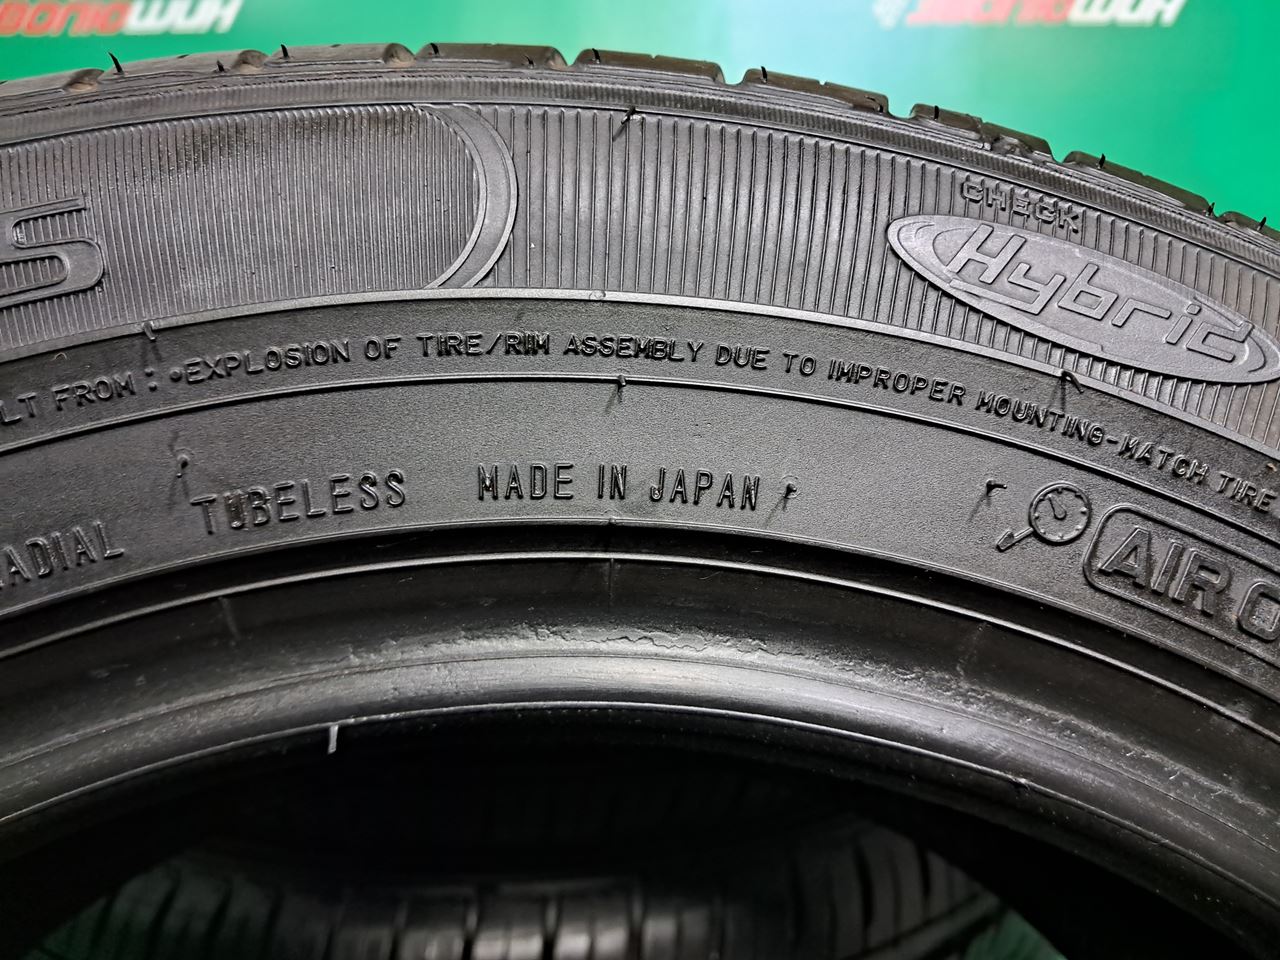 CHECK
Hybrid
S
LT FROM : •EXPLOSION OF TIRE/RIM ASSEMBLY DUE TO IMPROPER MOUNTING-MATCH TIRE
RADIAL TUBELESS MADE IN JAPAN
AIR